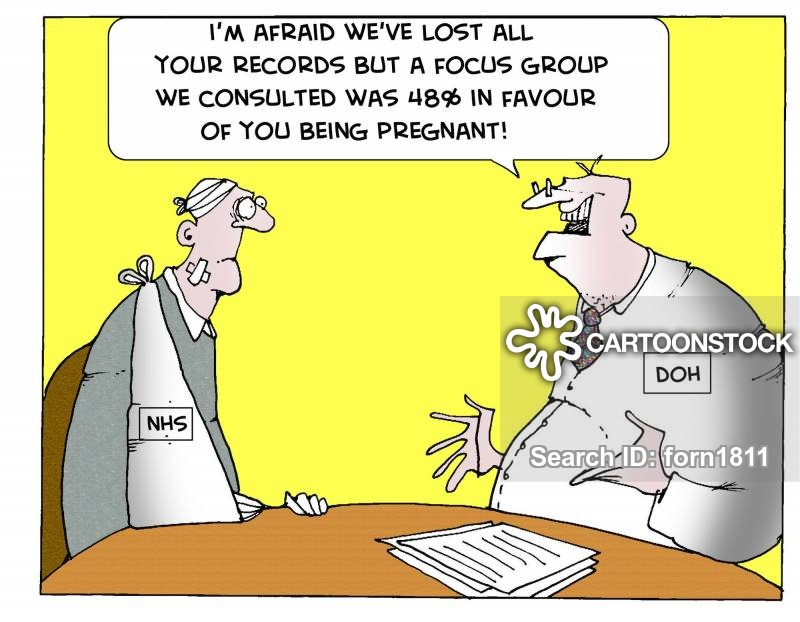 I'M AFRAID WE'VE LOST ALL
YOUR RECORDS BUT A FOCUS GROUP
WE CONSULTED WAS 48% IN FAVOUR
OF YOU BEING PREGNANT!
NHS
DOH
CARTOONSTOCK
Search ID: forn1811